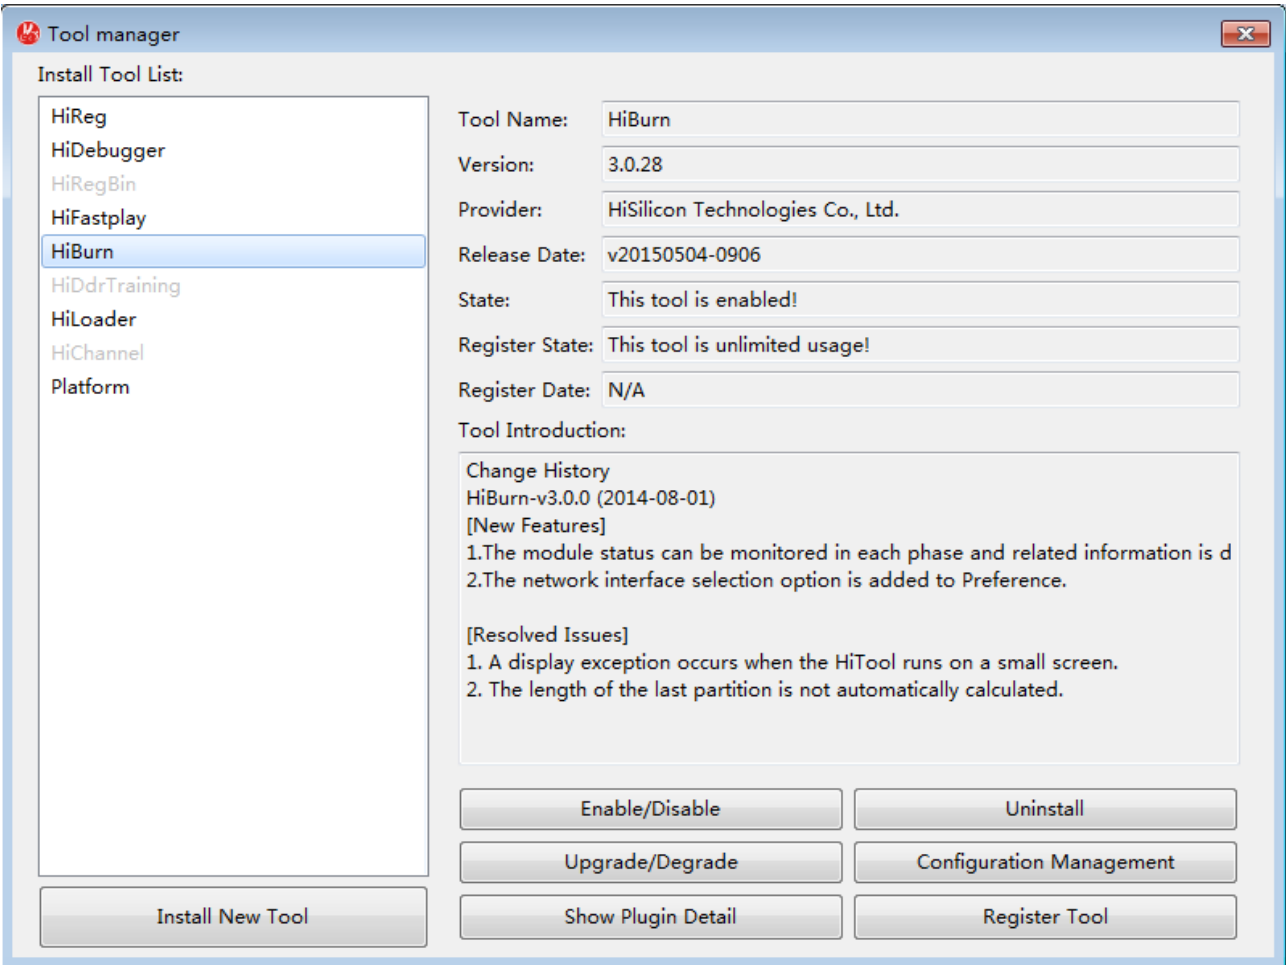 Tool manager
Install Tool List:
HiReg
HiDebugger
HiRegBin
HiFastplay
HiBurn
HiDdrTraining
HiLoader
HiChannel
Platform
Install New Tool
Tool Name: HiBurn
Version: 3.0.28
Provider: HiSilicon Technologies Co., Ltd.
Release Date: v20150504-0906
State: This tool is enabled!
Register State: This tool is unlimited usage!
Register Date: N/A
Tool Introduction:
Change History
HiBurn-v3.0.0 (2014-08-01)
[New Features]
1.The module status can be monitored in each phase and related information is d
2.The network interface selection option is added to Preference.
[Resolved Issues]
1. A display exception occurs when the HiTool runs on a small screen.
2. The length of the last partition is not automatically calculated.
Enable/Disable Uninstall
Upgrade/Degrade Configuration Management
Show Plugin Detail Register Tool